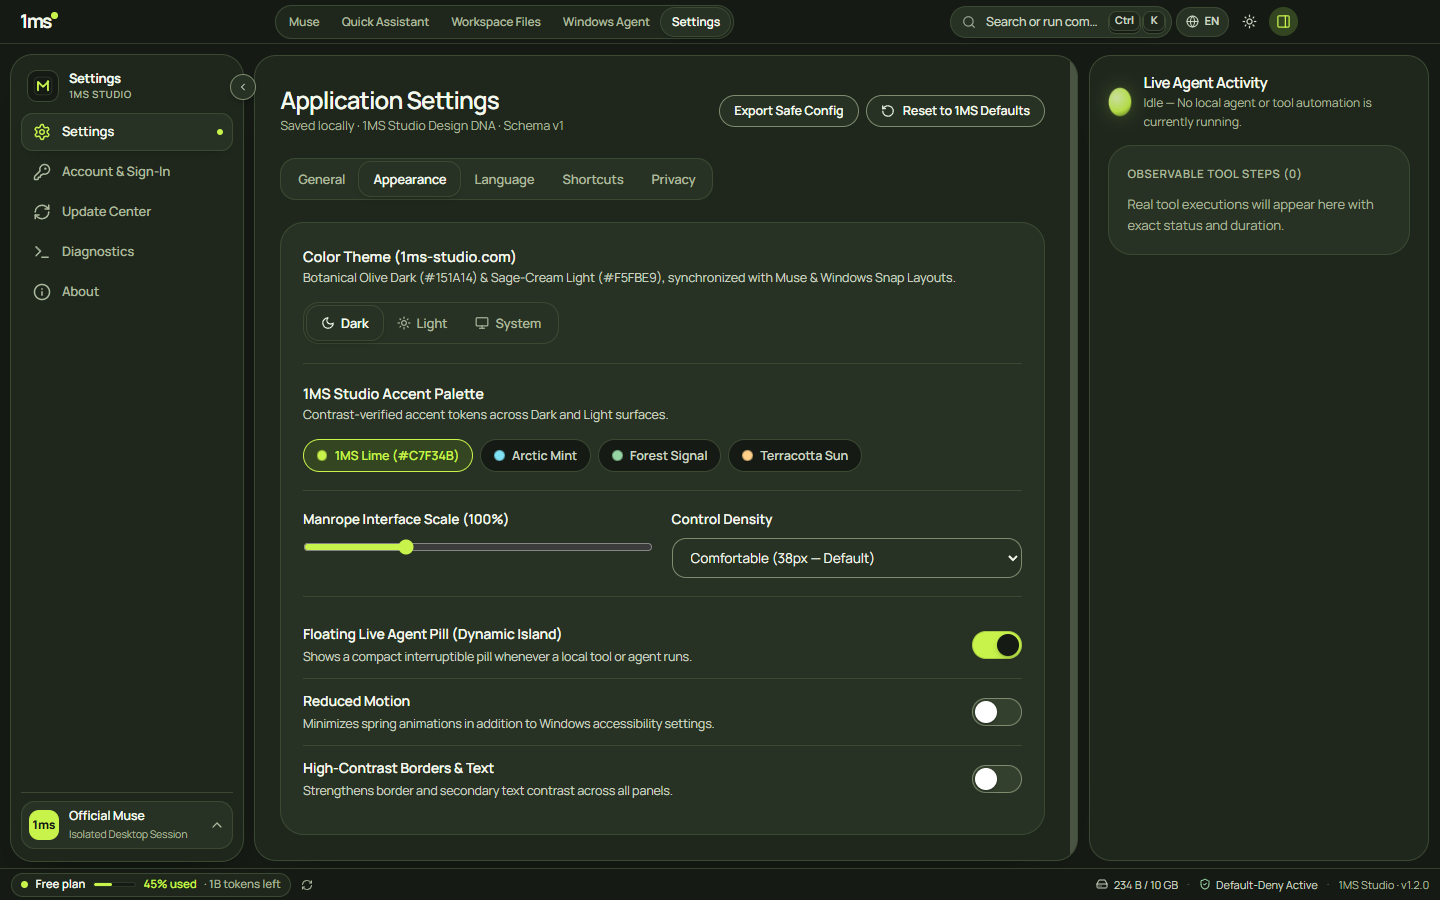 1ms
Muse
Quick Assistant
Workspace Files
Windows Agent
Settings
Search or run com...
Ctrl
K
EN
Settings
1MS STUDIO
Settings
Account & Sign-In
Update Center
Diagnostics
About
Application Settings
Saved locally · 1MS Studio Design DNA · Schema v1
Export Safe Config
Reset to 1MS Defaults
General
Appearance
Language
Shortcuts
Privacy
Color Theme (1ms-studio.com)
Botanical Olive Dark (#151A14) & Sage-Cream Light (#F5FBE9), synchronized with Muse & Windows Snap Layouts.
Dark
Light
System
1MS Studio Accent Palette
Contrast-verified accent tokens across Dark and Light surfaces.
1MS Lime (#C7F34B)
Arctic Mint
Forest Signal
Terracotta Sun
Manrope Interface Scale (100%)
Control Density
Comfortable (38px — Default)
Floating Live Agent Pill (Dynamic Island)
Shows a compact interruptible pill whenever a local tool or agent runs.
Reduced Motion
Minimizes spring animations in addition to Windows accessibility settings.
High-Contrast Borders & Text
Strengthens border and secondary text contrast across all panels.
Live Agent Activity
Idle — No local agent or tool automation is
currently running.
OBSERVABLE TOOL STEPS (0)
Real tool executions will appear here with
exact status and duration.
1ms
Official Muse
Isolated Desktop Session
Free plan
45% used
· 1B tokens left
234 B / 10 GB
·
Default-Deny Active
·
1MS Studio · v1.2.0